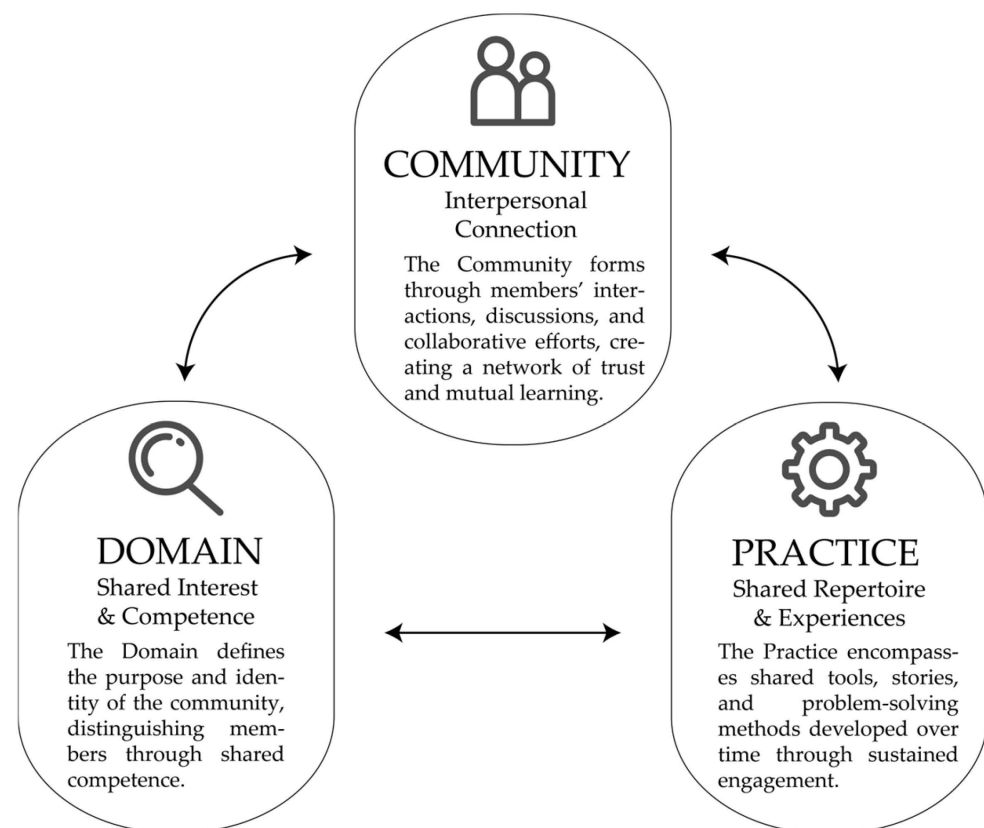 COMMUNITY
Interpersonal
Connection
The Community forms
through members’ inter-
actions, discussions, and
collaborative efforts, cre-
ating a network of trust
and mutual learning.
DOMAIN
Shared Interest
& Competence
The Domain defines
the purpose and iden-
tity of the community,
distinguishing mem-
bers through shared
competence.
PRACTICE
Shared Repertoire
& Experiences
The Practice encompass-
es shared tools, stories,
and problem-solving
methods developed over
time through sustained
engagement.